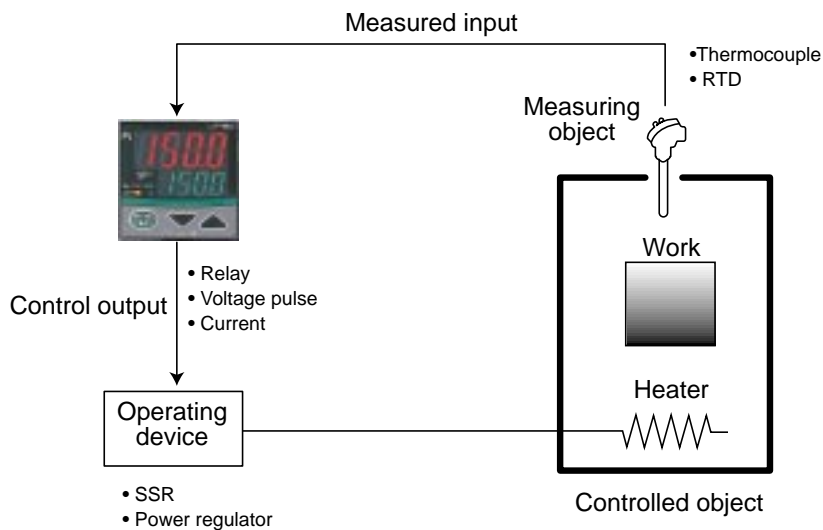 Measured input
•Thermocouple
• RTD
Measuring
object
150.0
150.0
Work
• Relay
• Voltage pulse
• Current
Control output
Heater
Operating
device
• SSR
• Power regulator
Controlled object